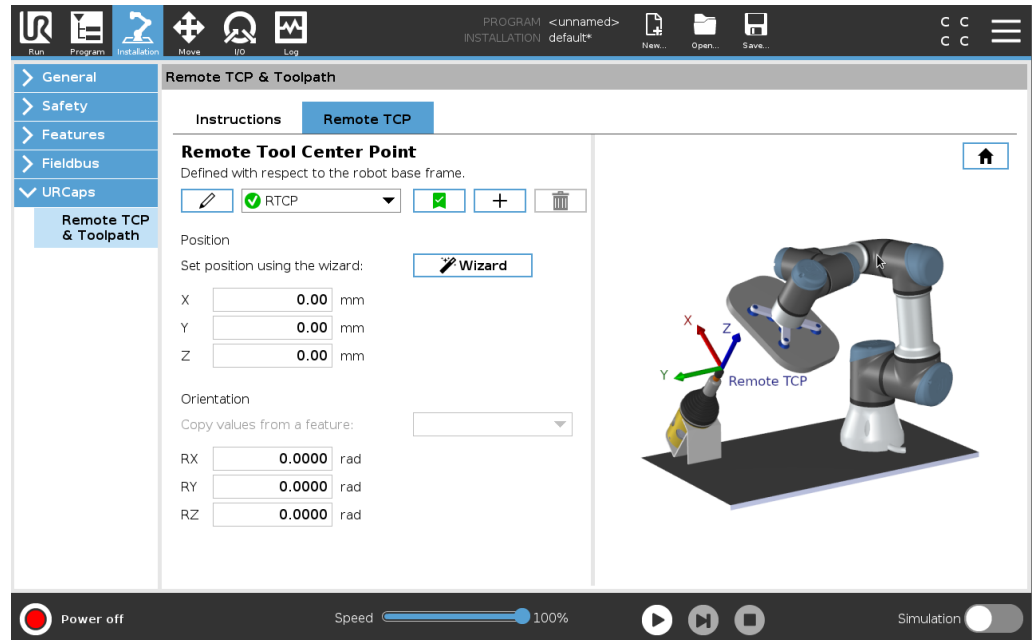 UR
PROGRAM <unnamed>
INSTALLATION default*
C C
C C
Run Program Installation Move I/O Log New... Open... Save...
General
Safety
Features
Fieldbus
URCaps
Remote TCP
& Toolpath
Remote TCP & Toolpath
Instructions Remote TCP
Remote Tool Center Point
Defined with respect to the robot base frame.
RTCP
Position
Set position using the wizard: Wizard
X 0.00 mm
Y 0.00 mm
Z 0.00 mm
Orientation
Copy values from a feature:
RX 0.0000 rad
RY 0.0000 rad
RZ 0.0000 rad
X
Z
Y
Remote TCP
Power off Speed 100% Simulation